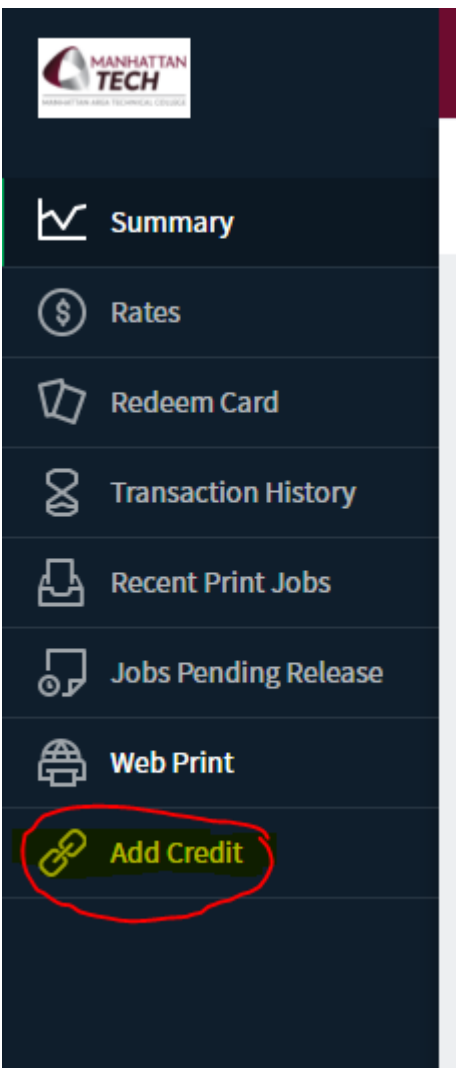 MANHATTAN
TECH
MANHATTAN AREA TECHNICAL COLLEGE
Summary
Rates
Redeem Card
Transaction History
Recent Print Jobs
Jobs Pending Release
Web Print
Add Credit